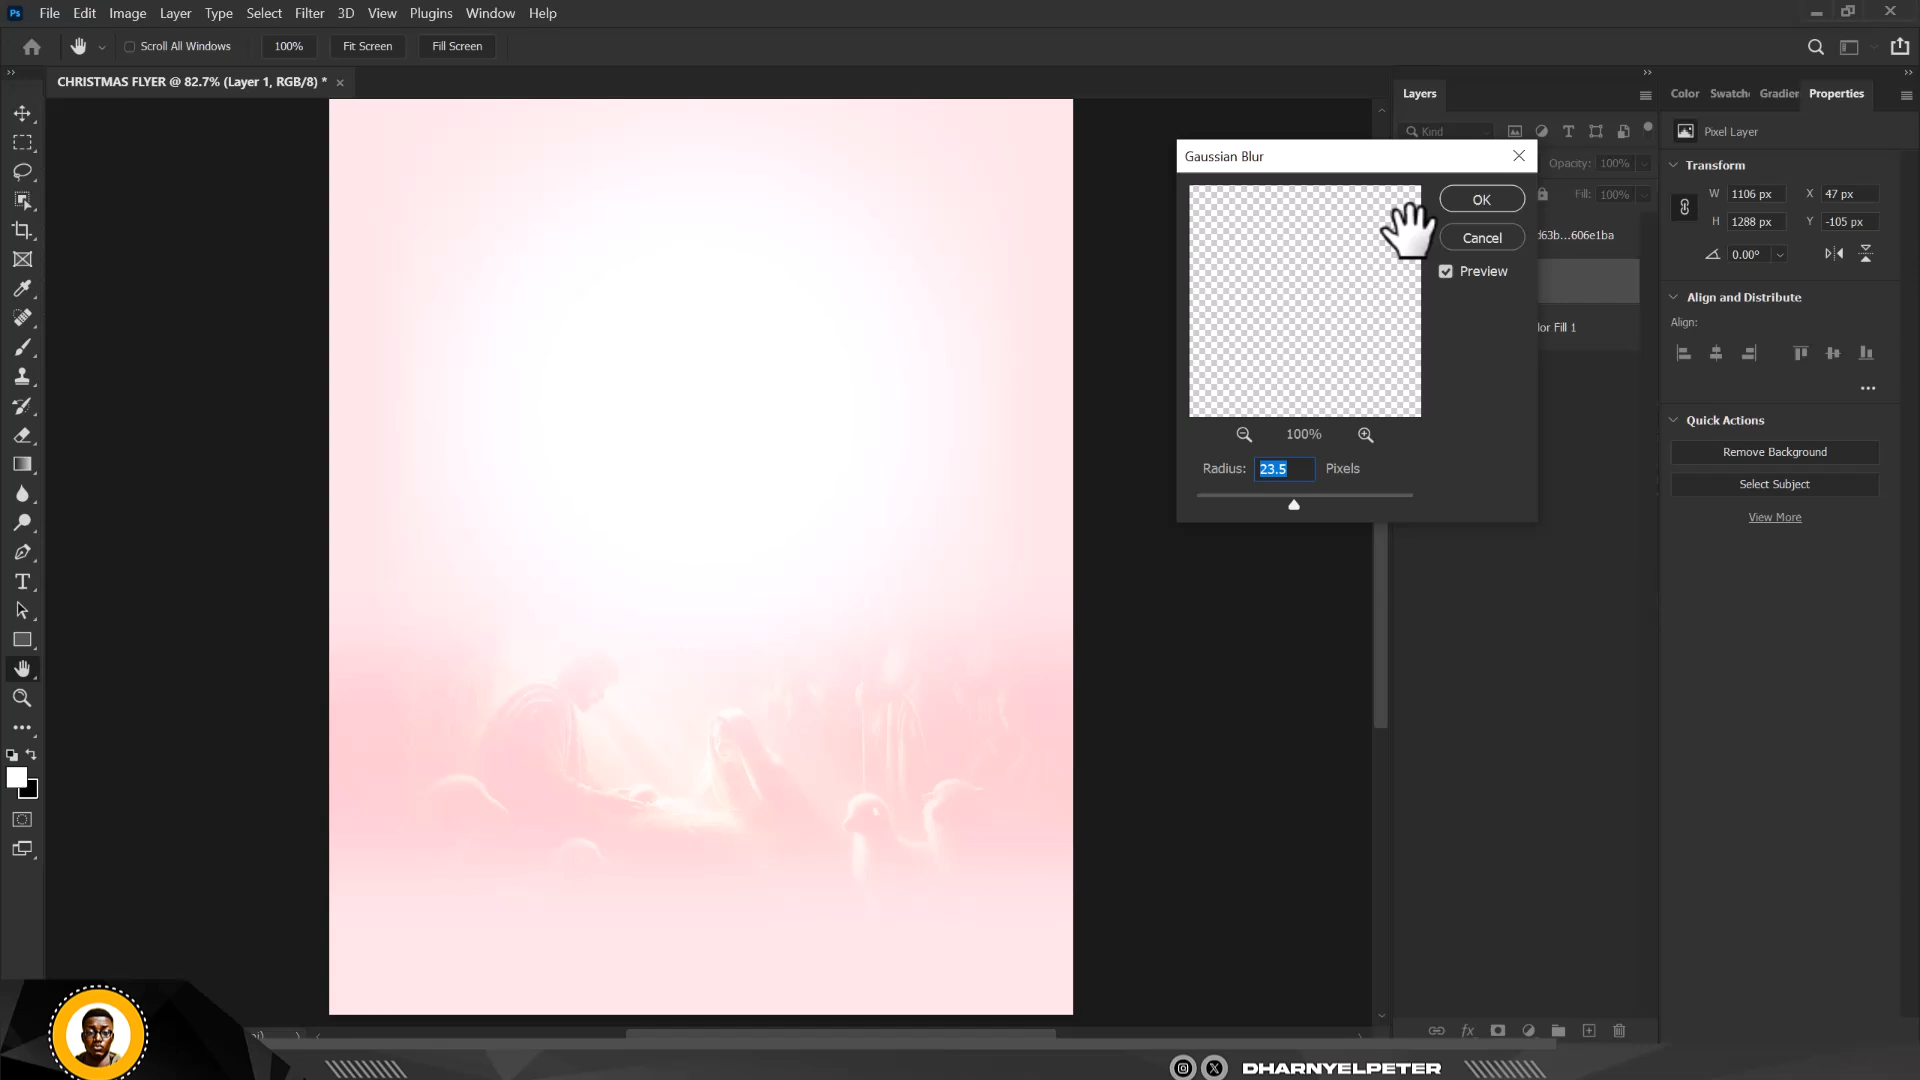 Ps File Edit Image Layer Type Select Filter 3D View Plugins Window Help
Scroll All Windows 100% Fit Screen Fill Screen
CHRISTMAS FLYER @ 82.7% (Layer 1, RGB/8) *
Layers
Color Swatch Gradier Properties
Kind
Pixel Layer
Gaussian Blur
Opacity: 100%
Transform
OK
Fill: 100%
W 1106 px X 47 px
H 1288 px Y -105 px
Cancel
d63b...606e1ba
0.00°
Preview
Align and Distribute
Align:
lor Fill 1
Quick Actions
100%
Remove Background
Radius: 23.5 Pixels
Select Subject
View More
DHARNYELPETER